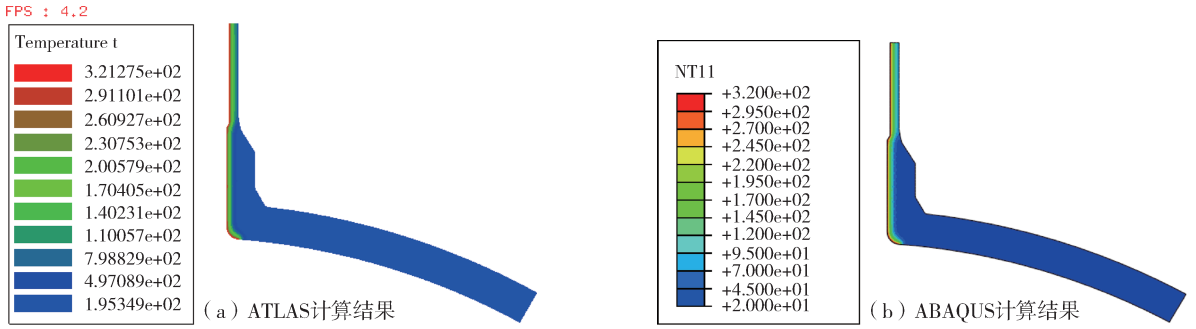 FPS : 4.2
Temperature t
3.21275e+02
2.91101e+02
2.60927e+02
2.30753e+02
2.00579e+02
1.70405e+02
1.40231e+02
1.10057e+02
7.98829e+02
4.97089e+02
1.95349e+02
（a）ATLAS计算结果
NT11
+3.200e+02
+2.950e+02
+2.700e+02
+2.450e+02
+2.200e+02
+1.950e+02
+1.700e+02
+1.450e+02
+1.200e+02
+9.500e+01
+7.000e+01
+4.500e+01
+2.000e+01
（b）ABAQUS计算结果